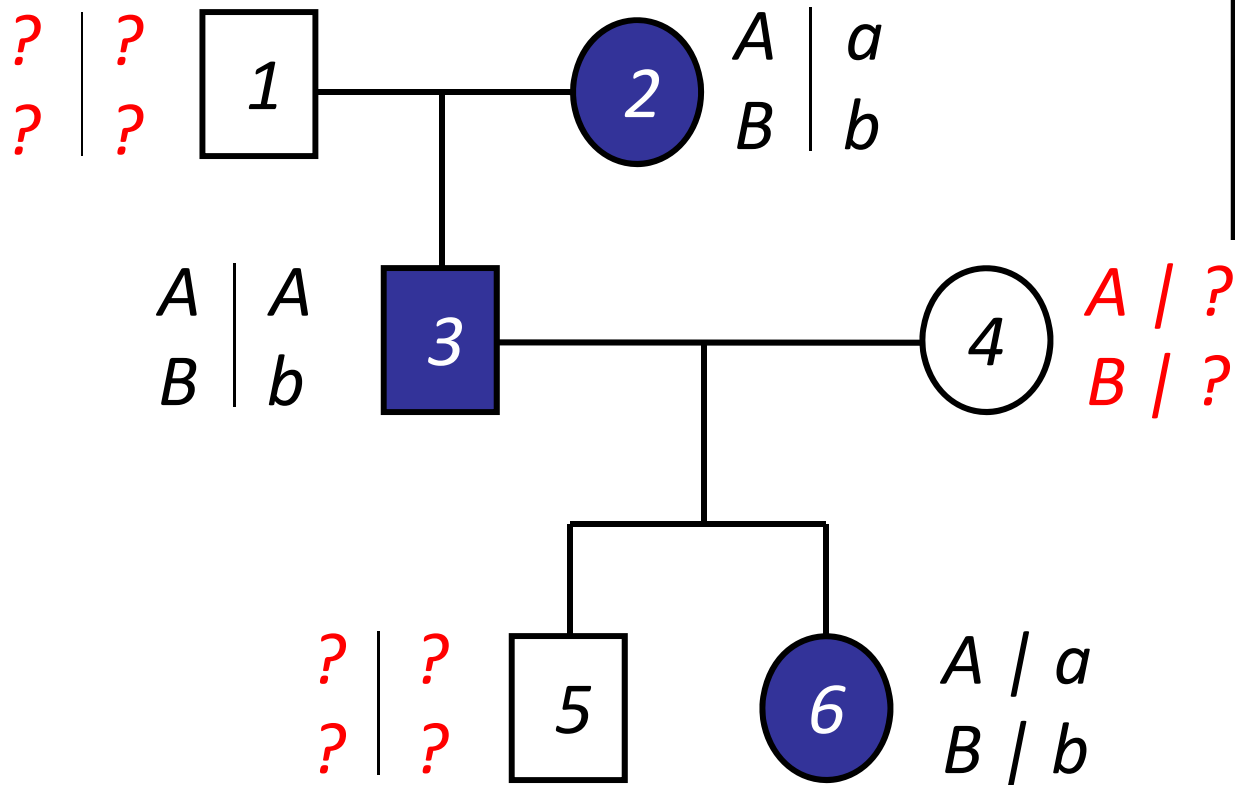 ? | ? 1 2 A | a
? | ? B | b
A | A 3 4 A | ?
B | b B | ?
? | ? 5 6 A | a
? | ? B | b